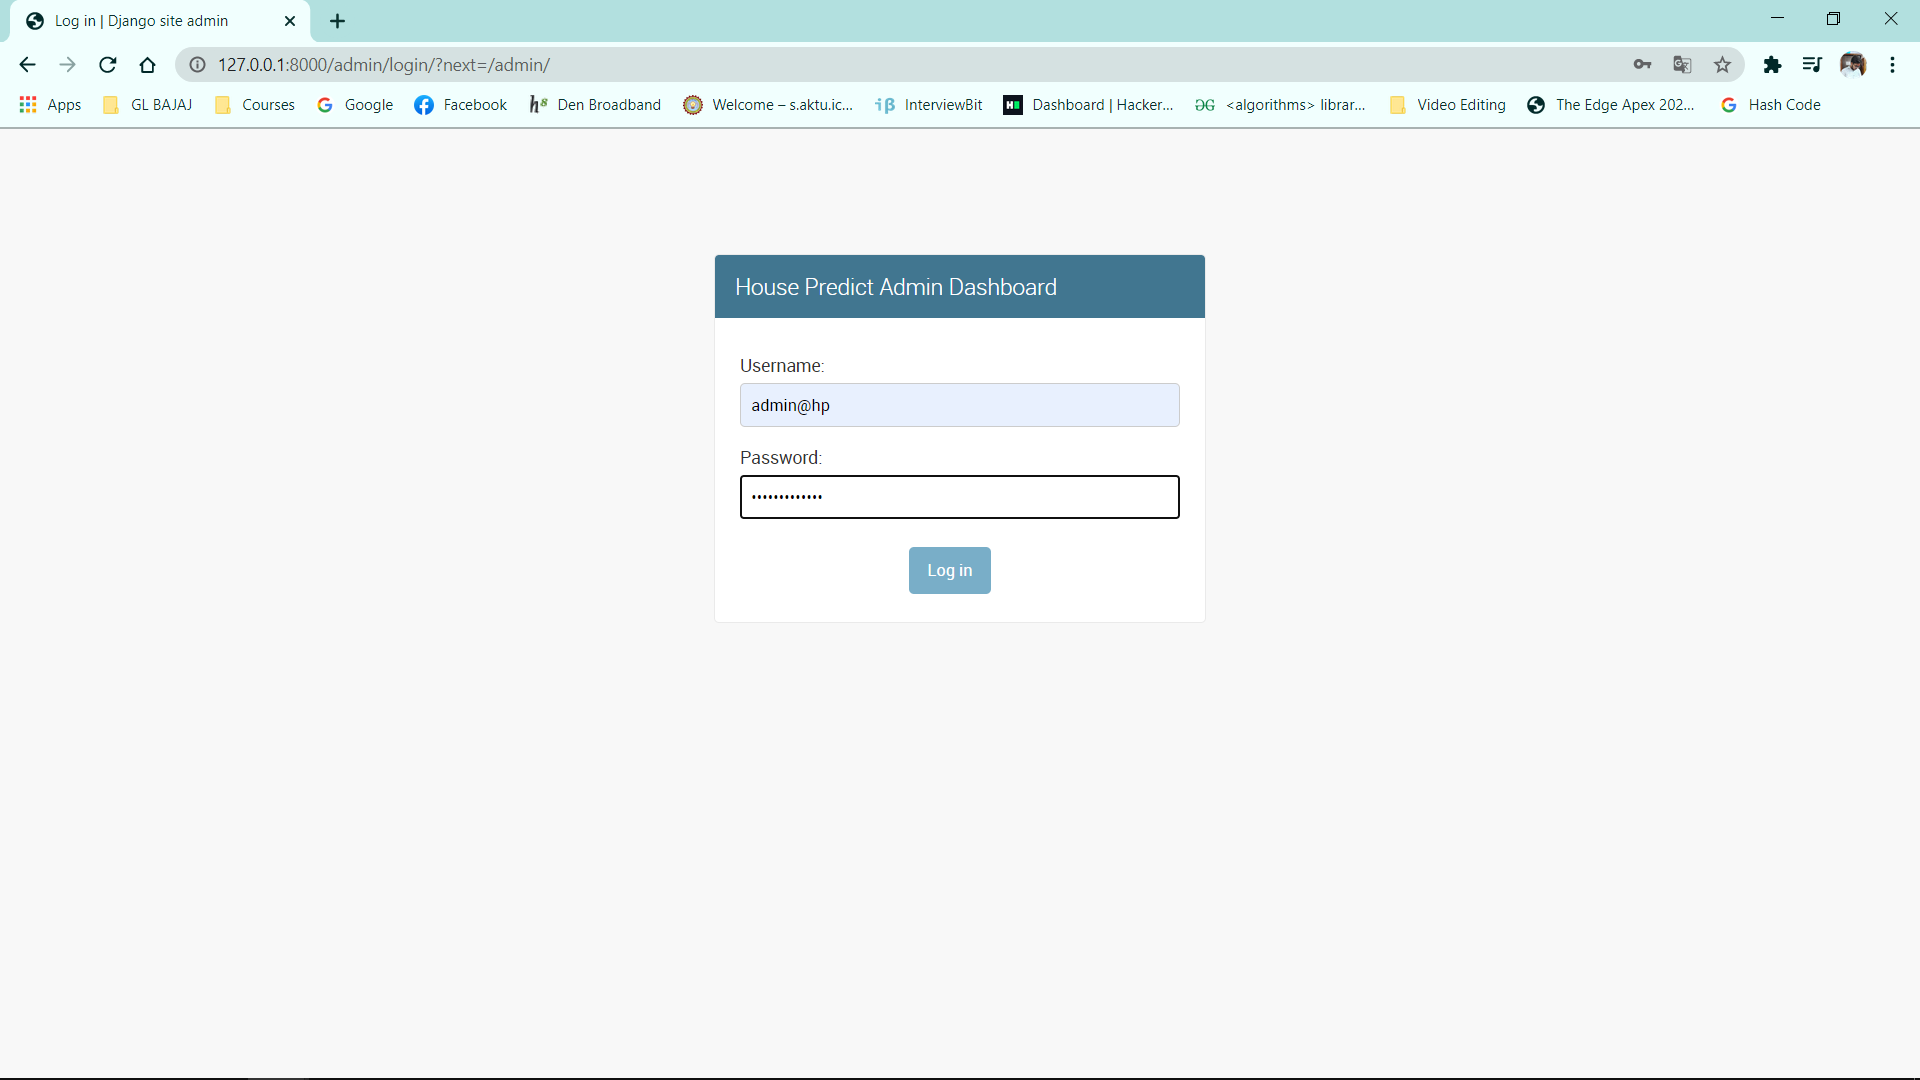 Log in | Django site admin
127.0.0.1:8000/admin/login/?next=/admin/
Apps GL BAJAJ Courses Google Facebook Den Broadband Welcome – s.aktu.ic... InterviewBit Dashboard | Hacker... <algorithms> librar... Video Editing The Edge Apex 202... Hash Code
House Predict Admin Dashboard
Username:
admin@hp
Password:
•••••••••••••
Log in